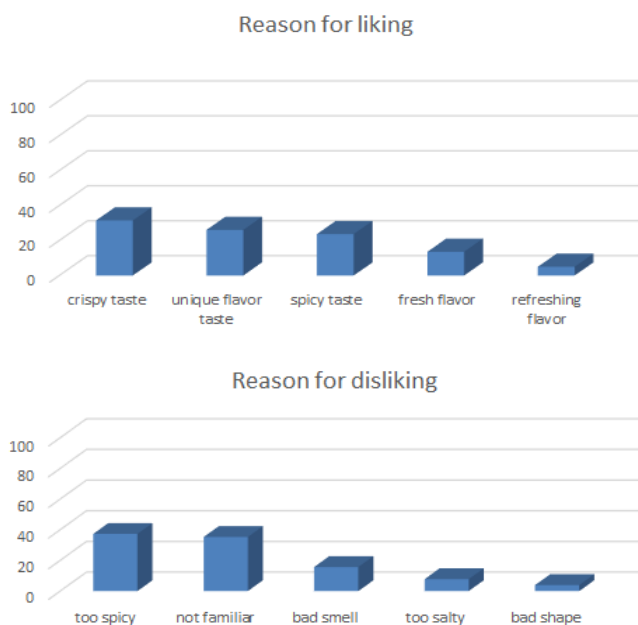 Reason for liking
100
80
60
40
20
0
crispy taste unique flavor spicy taste fresh flavor refreshing
taste flavor
Reason for disliking
100
80
60
40
20
0
too spicy not familiar bad smell too salty bad shape